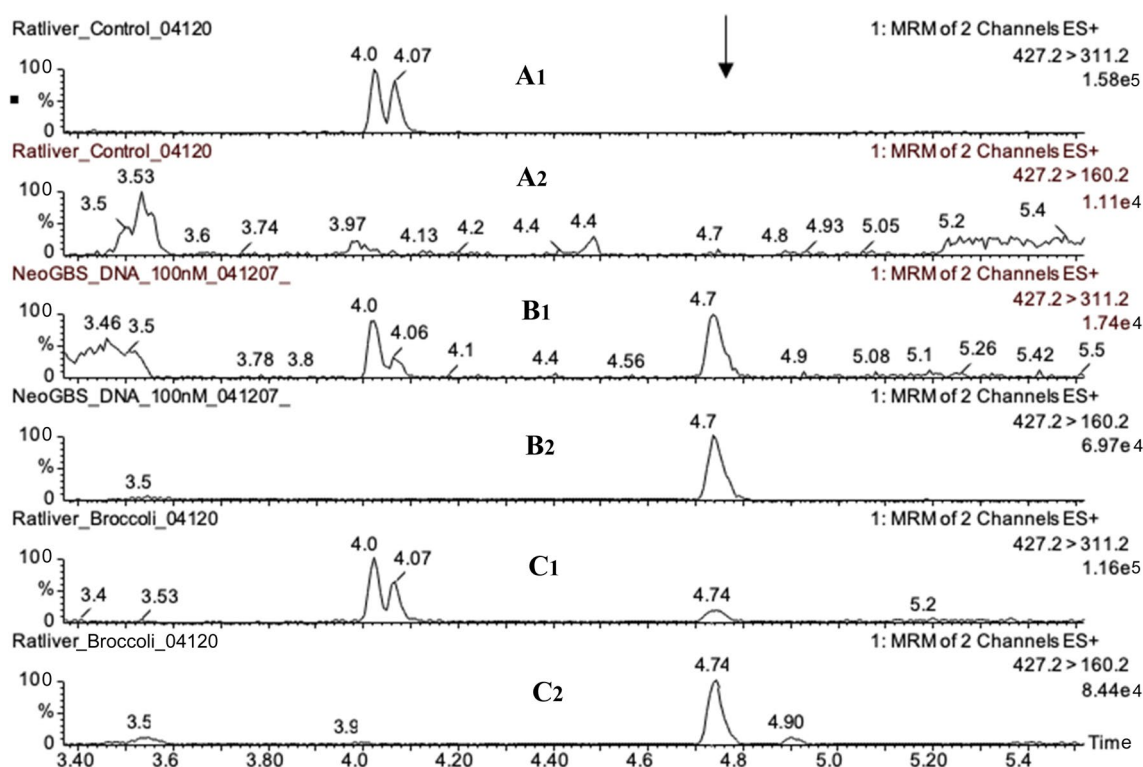 Ratliver_Control_04120
1: MRM of 2 Channels ES+
427.2 > 311.2
1.58e5
A1
4.0 4.07
100
%
0
Ratliver_Control_04120
1: MRM of 2 Channels ES+
427.2 > 160.2
1.11e4
A2
3.5 3.53 3.6 3.74 3.97 4.13 4.2 4.4 4.4 4.7 4.8 4.93 5.05 5.2 5.4
100
%
0
NeoGBS_DNA_100nM_041207_
1: MRM of 2 Channels ES+
427.2 > 311.2
1.74e4
B1
3.46 3.5 3.78 3.8 4.0 4.06 4.1 4.4 4.56 4.7 4.9 5.08 5.1 5.26 5.42 5.5
100
%
0
NeoGBS_DNA_100nM_041207_
1: MRM of 2 Channels ES+
427.2 > 160.2
6.97e4
B2
3.5 4.7
100
%
0
Ratliver_Broccoli_04120
1: MRM of 2 Channels ES+
427.2 > 311.2
1.16e5
C1
3.4 3.53 4.0 4.07 4.74 5.2
100
%
0
Ratliver_Broccoli_04120
1: MRM of 2 Channels ES+
427.2 > 160.2
8.44e4
C2
3.5 3.9 4.74 4.90
100
%
0
Time
3.40 3.6 3.80 4.0 4.20 4.4 4.60 4.8 5.0 5.20 5.4